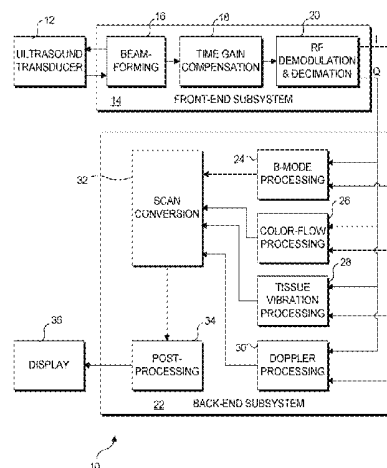 12
16
18
20
ULTRASOUND
TRANSDUCER
BEAM-
FORMING
TIME GAIN
COMPENSATION
RF
DEMODULATION
& DECIMATION
I
Q
14
FRONT-END SUBSYSTEM
24
B-MODE
PROCESSING
32
SCAN
CONVERSION
26
COLOR-FLOW
PROCESSING
28
TISSUE
VIBRATION
PROCESSING
36
34
30
DISPLAY
POST-
PROCESSING
DOPPLER
PROCESSING
22
BACK-END SUBSYSTEM
10